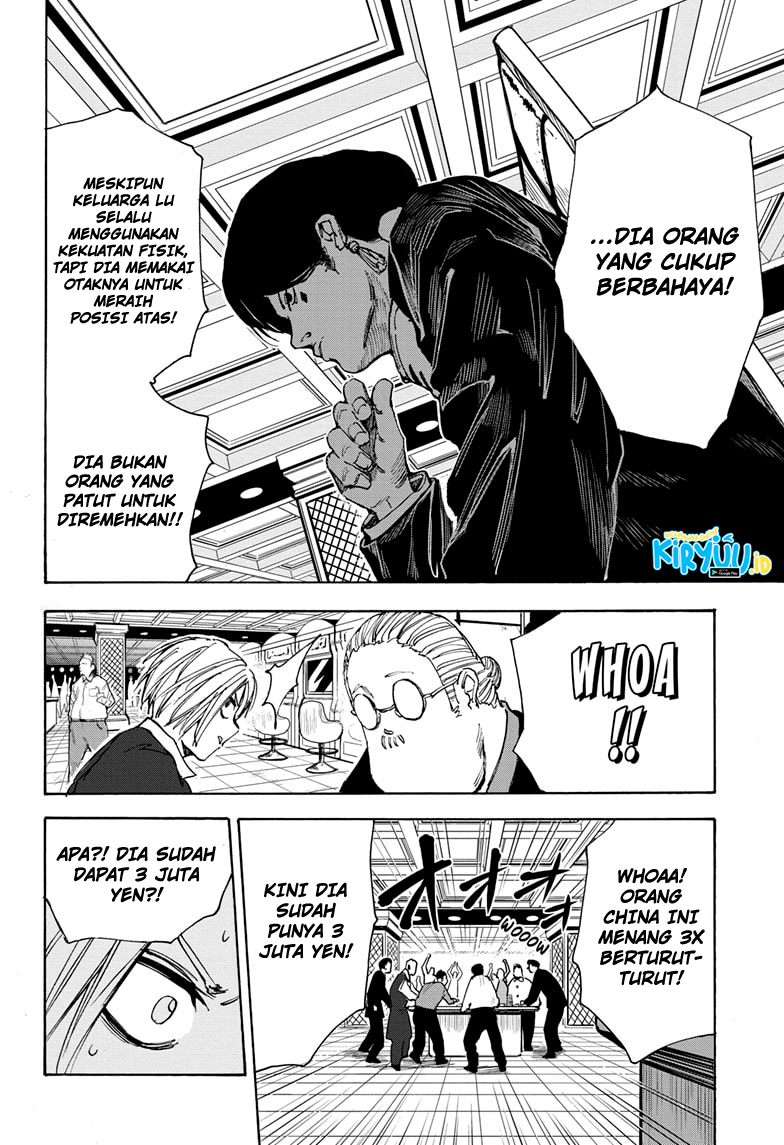 ...DIA ORANG
YANG CUKUP
BERBAHAYA!
MESKIPUN
KELUARGA LU
SELALU
MENGGUNAKAN
KEKUATAN FISIK,
TAPI DIA MEMAKAI
OTAKNYA UNTUK
MERAIH
POSISI ATAS!
DIA BUKAN
ORANG YANG
PATUT UNTUK
DIREMEHKAN!!
KIRYUU.ID
WHOA
!!
WHOAA!
ORANG
CHINA INI
MENANG 3X
BERTURUT-
TURUT!
オオオオ
WOOOW
KINI DIA
SUDAH
PUNYA 3
JUTA YEN!
APA?! DIA SUDAH
DAPAT 3 JUTA
YEN?!